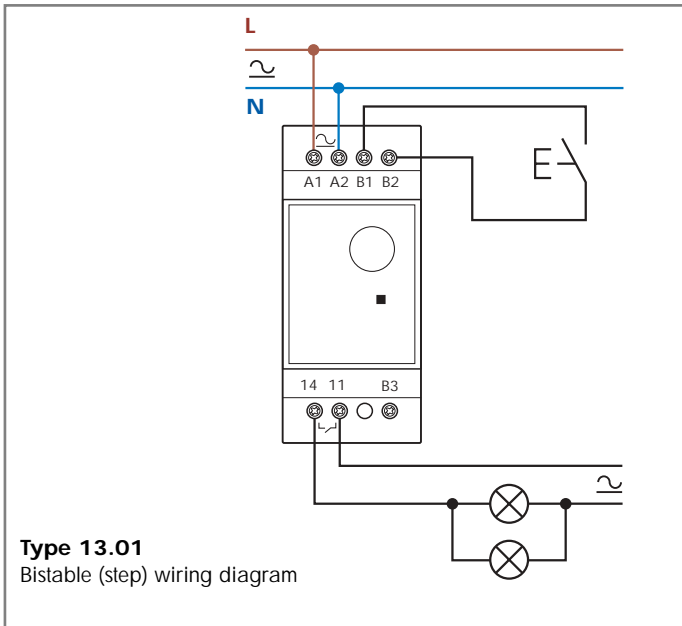 L
N
A1 A2 B1 B2
14 11 B3
Type 13.01
Bistable (step) wiring diagram